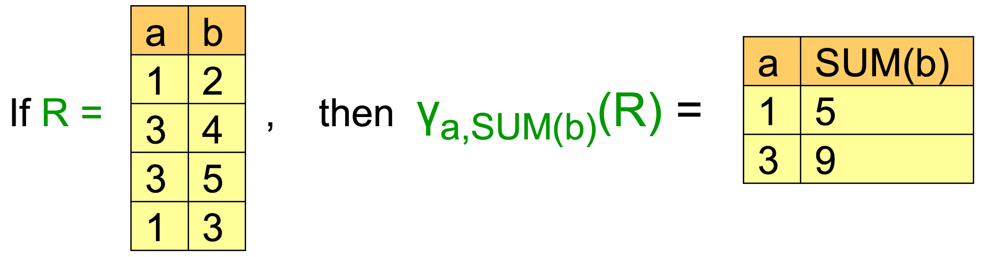 If R =
a b
1 2
3 4
3 5
1 3
, then γa,SUM(b)(R) =
a SUM(b)
1 5
3 9